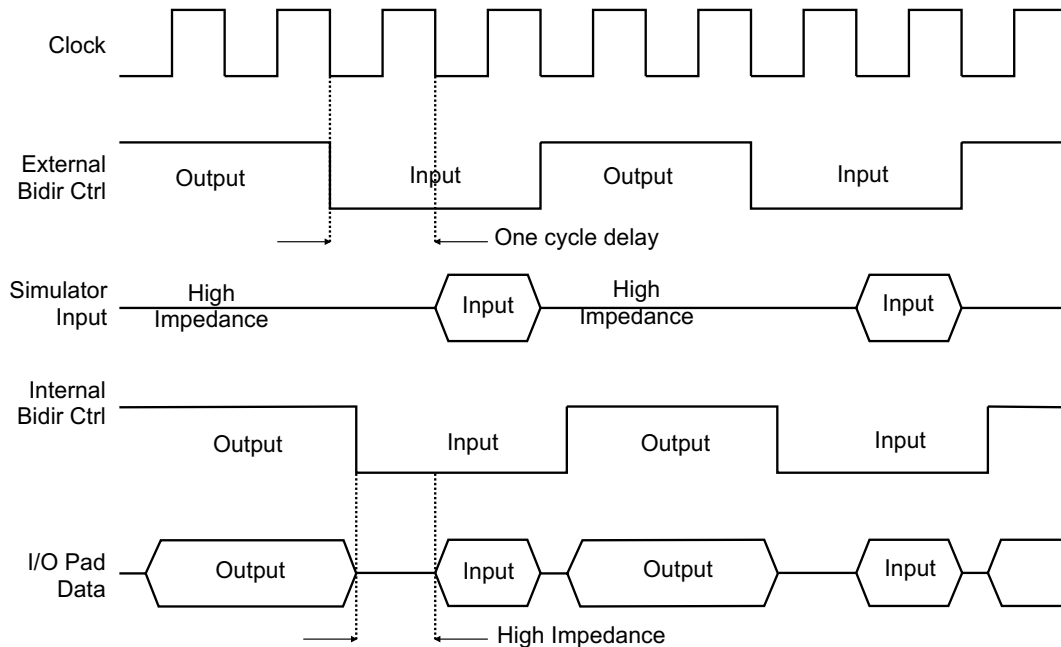 Clock
External
Bidir Ctrl
Output
Input
Output
Input
One cycle delay
Simulator
Input
High
Impedance
Input
High
Impedance
Input
Internal
Bidir Ctrl
Output
Input
Output
Input
I/O Pad
Data
Output
Input
Output
Input
High Impedance